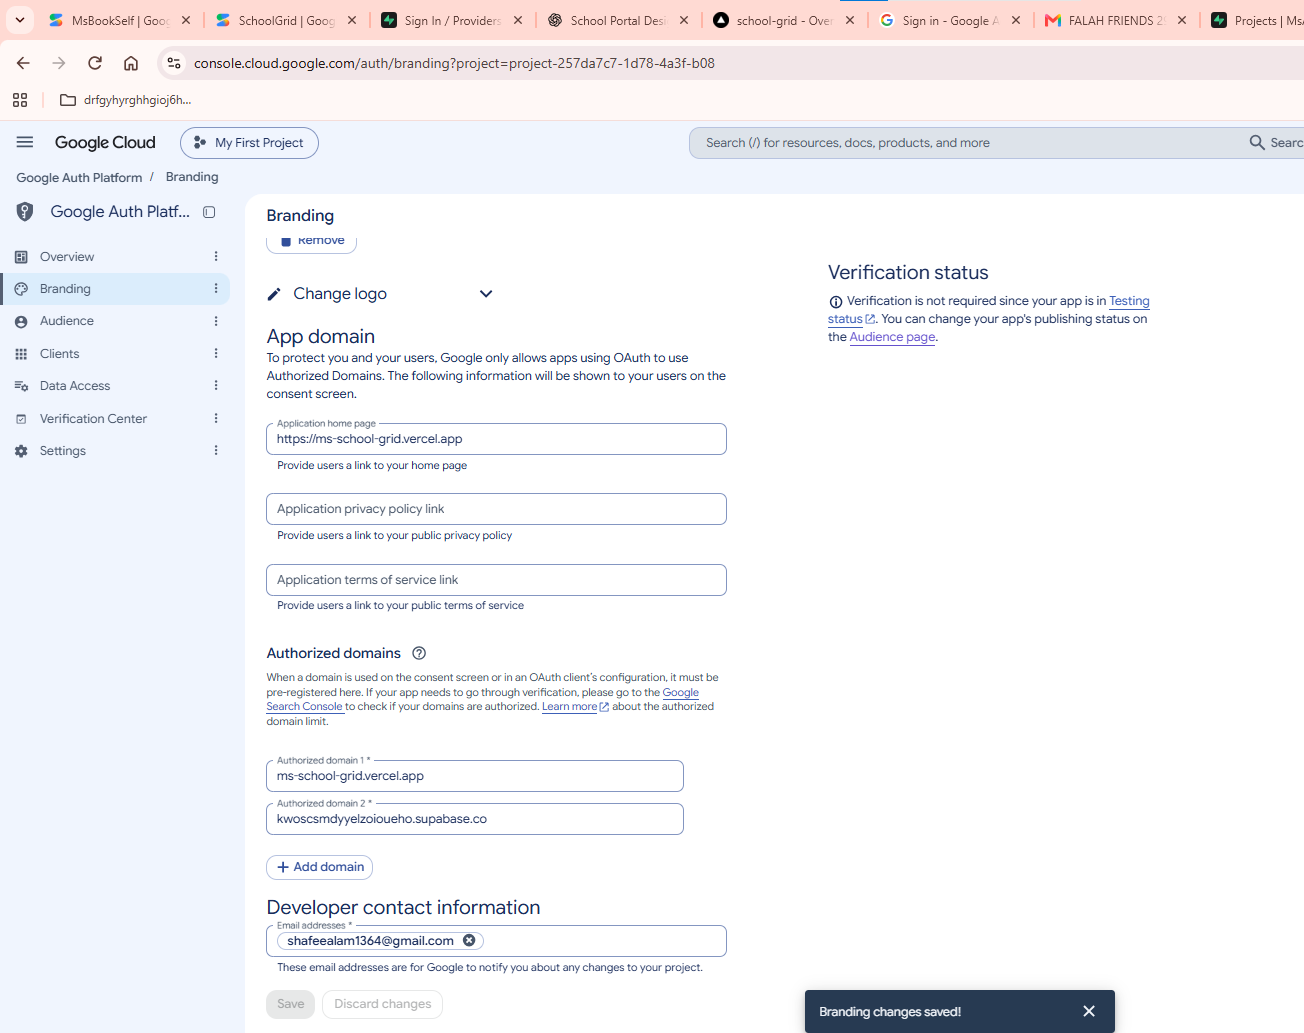 MsBookSelf | Goog
SchoolGrid | Goog
Sign In / Providers
School Portal Desi
school-grid - Over
Sign in - Google A
FALAH FRIENDS 25
Projects | MsA
console.cloud.google.com/auth/branding?project=project-257da7c7-1d78-4a3f-b08
drfgyhyrghhgioj6h...
Google Cloud
My First Project
Search (/) for resources, docs, products, and more
Searc
Google Auth Platform / Branding
Google Auth Platf...
Overview
Branding
Audience
Clients
Data Access
Verification Center
Settings
Branding
Remove
Change logo
App domain
To protect you and your users, Google only allows apps using OAuth to use
Authorized Domains. The following information will be shown to your users on the
consent screen.
Application home page
https://ms-school-grid.vercel.app
Provide users a link to your home page
Application privacy policy link
Provide users a link to your public privacy policy
Application terms of service link
Provide users a link to your public terms of service
Authorized domains
When a domain is used on the consent screen or in an OAuth client's configuration, it must be
pre-registered here. If your app needs to go through verification, please go to the Google
Search Console to check if your domains are authorized. Learn more about the authorized
domain limit.
Authorized domain 1 *
ms-school-grid.vercel.app
Authorized domain 2 *
kwoscsmdyyelzoioueho.supabase.co
+ Add domain
Developer contact information
Email addresses *
shafeealam1364@gmail.com
These email addresses are for Google to notify you about any changes to your project.
Save
Discard changes
Verification status
Verification is not required since your app is in Testing
status. You can change your app's publishing status on
the Audience page.
Branding changes saved!